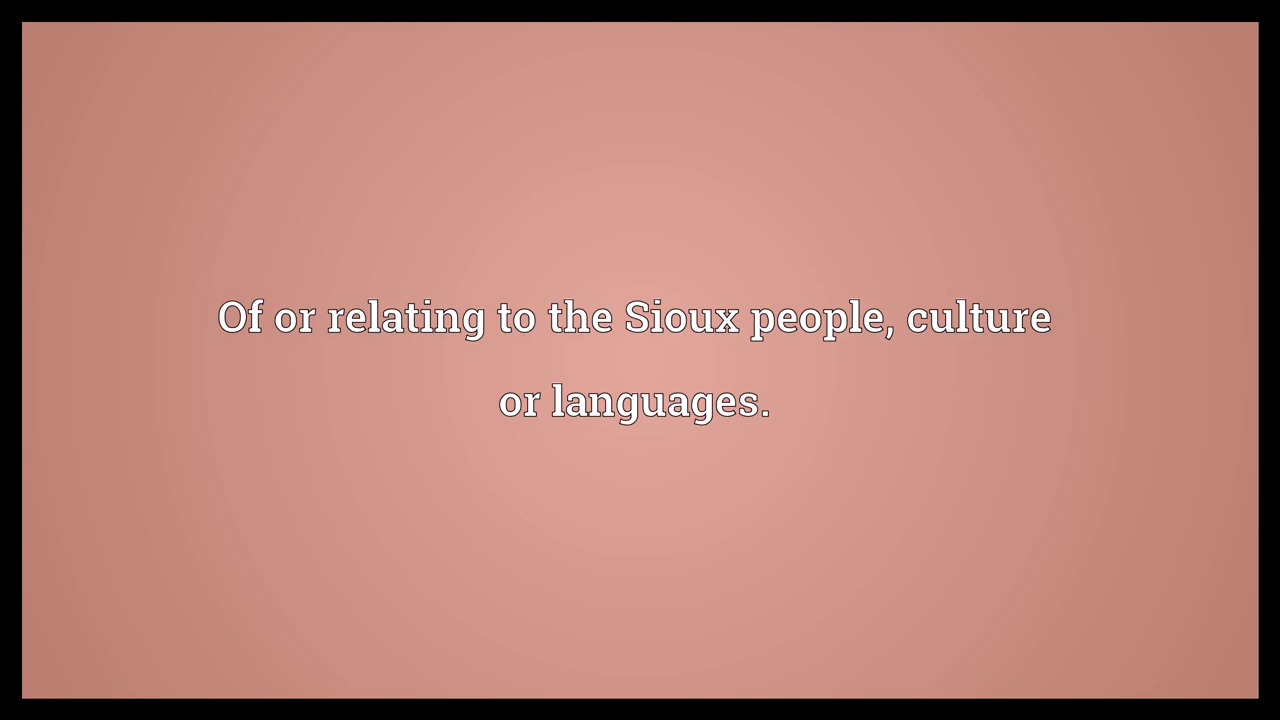 Of or relating to the Sioux people, culture
or languages.